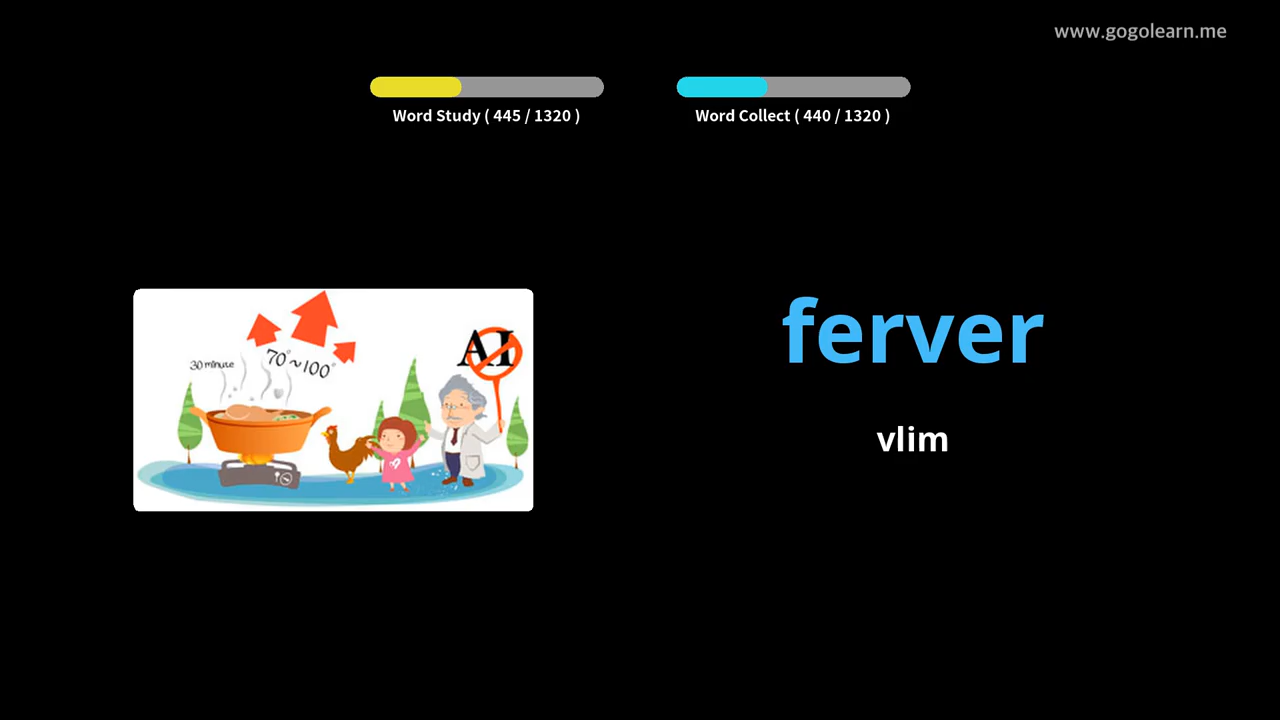 www.gogolearn.me
Word Study ( 445 / 1320 )
Word Collect ( 440 / 1320 )
30 minute
70°~100°
AI
ferver
vlim